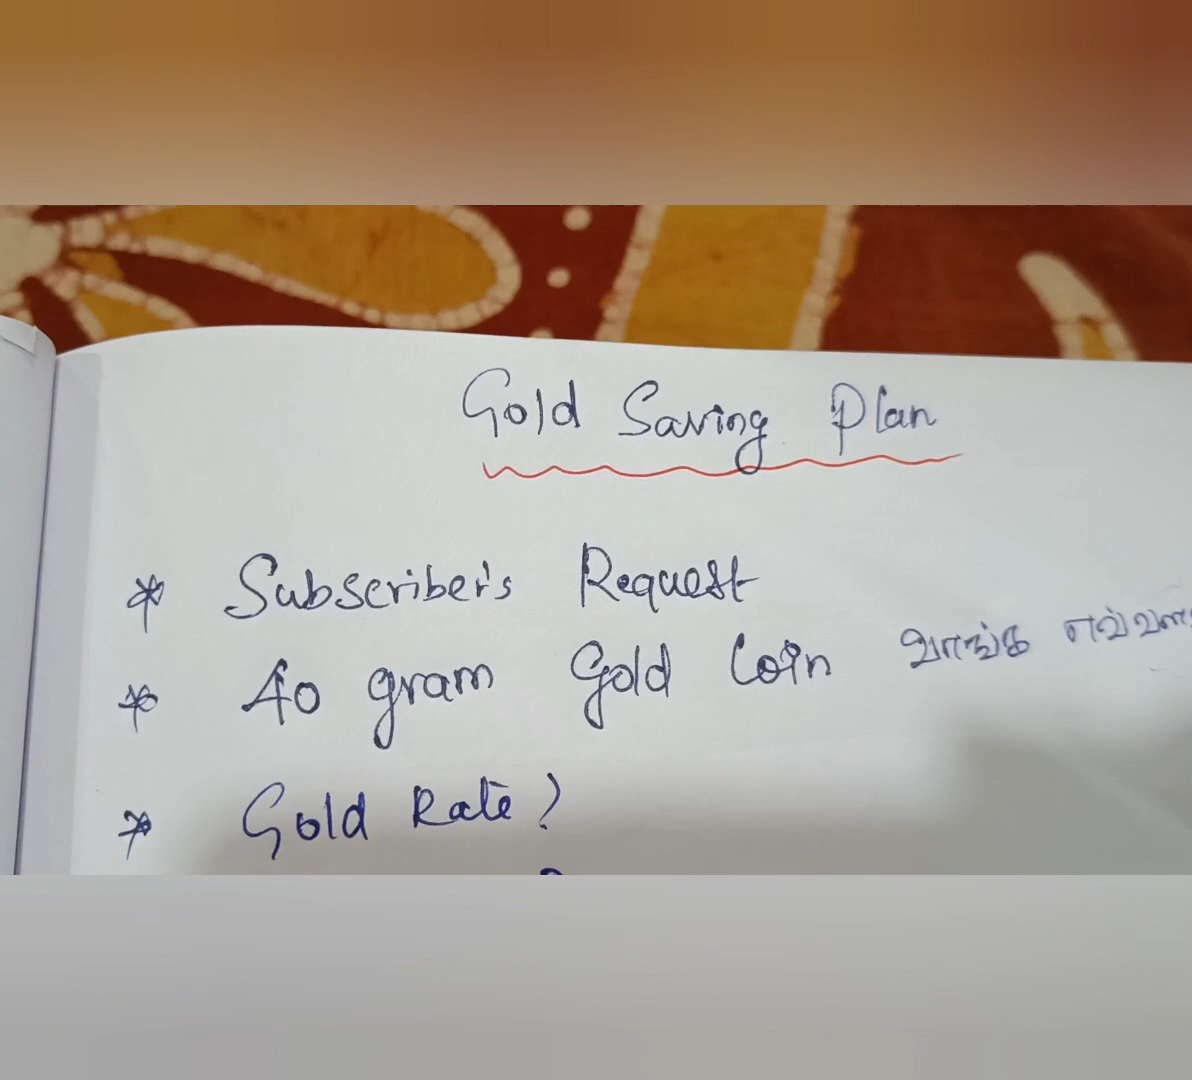 Gold Saving Plan
* Subscriber's Request
* 40 gram Gold Coin வாங்க
* Gold Rate?